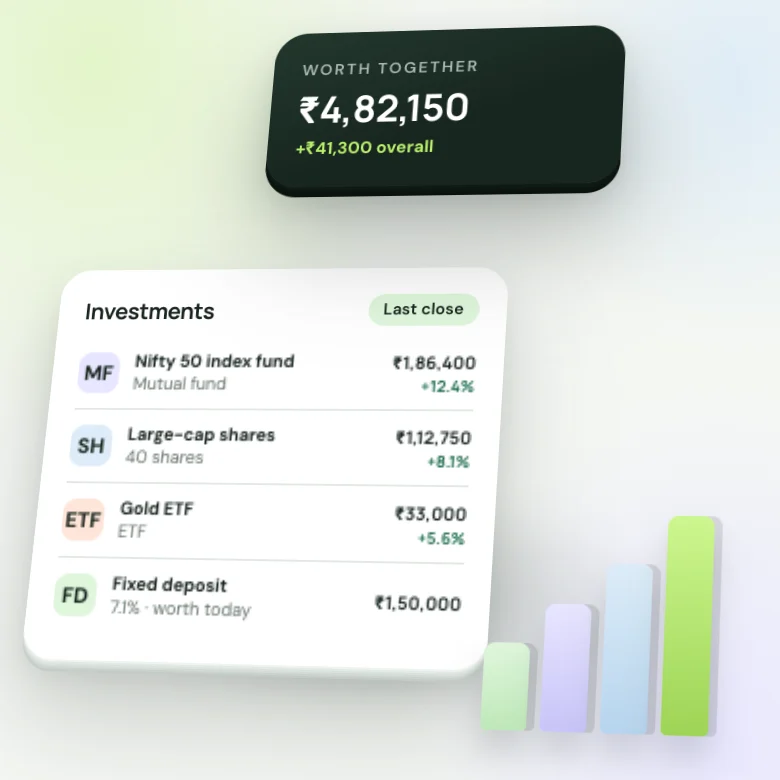 WORTH TOGETHER
₹4,82,150
+₹41,300 overall
Investments
Last close
MF
Nifty 50 index fund
₹1,86,400
Mutual fund
+12.4%
SH
Large-cap shares
₹1,12,750
40 shares
+8.1%
ETF
Gold ETF
₹33,000
ETF
+5.6%
FD
Fixed deposit
7.1% · worth today
₹1,50,000